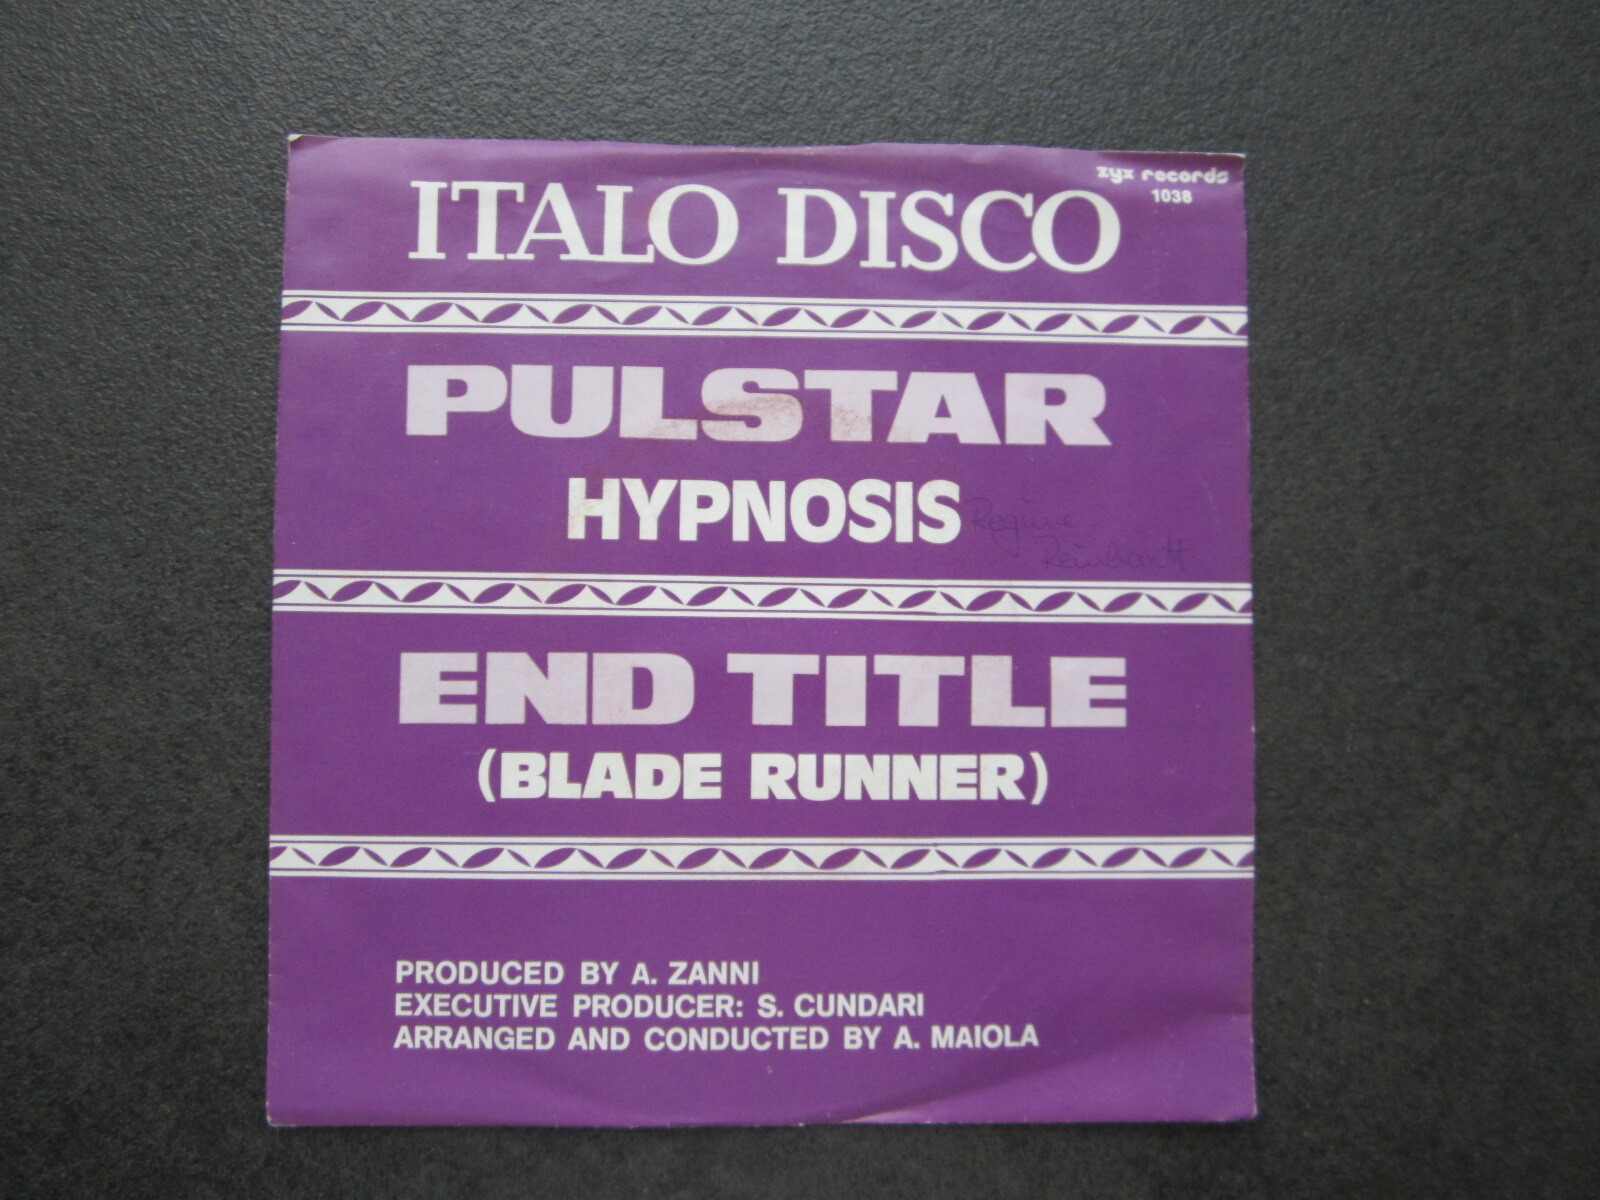 zyx records
1038
ITALO DISCO
PULSTAR
HYPNOSIS
Reinhardt
END TITLE
(BLADE RUNNER)
PRODUCED BY A. ZANNI
EXECUTIVE PRODUCER: S. CUNDARI
ARRANGED AND CONDUCTED BY A. MAIOLA